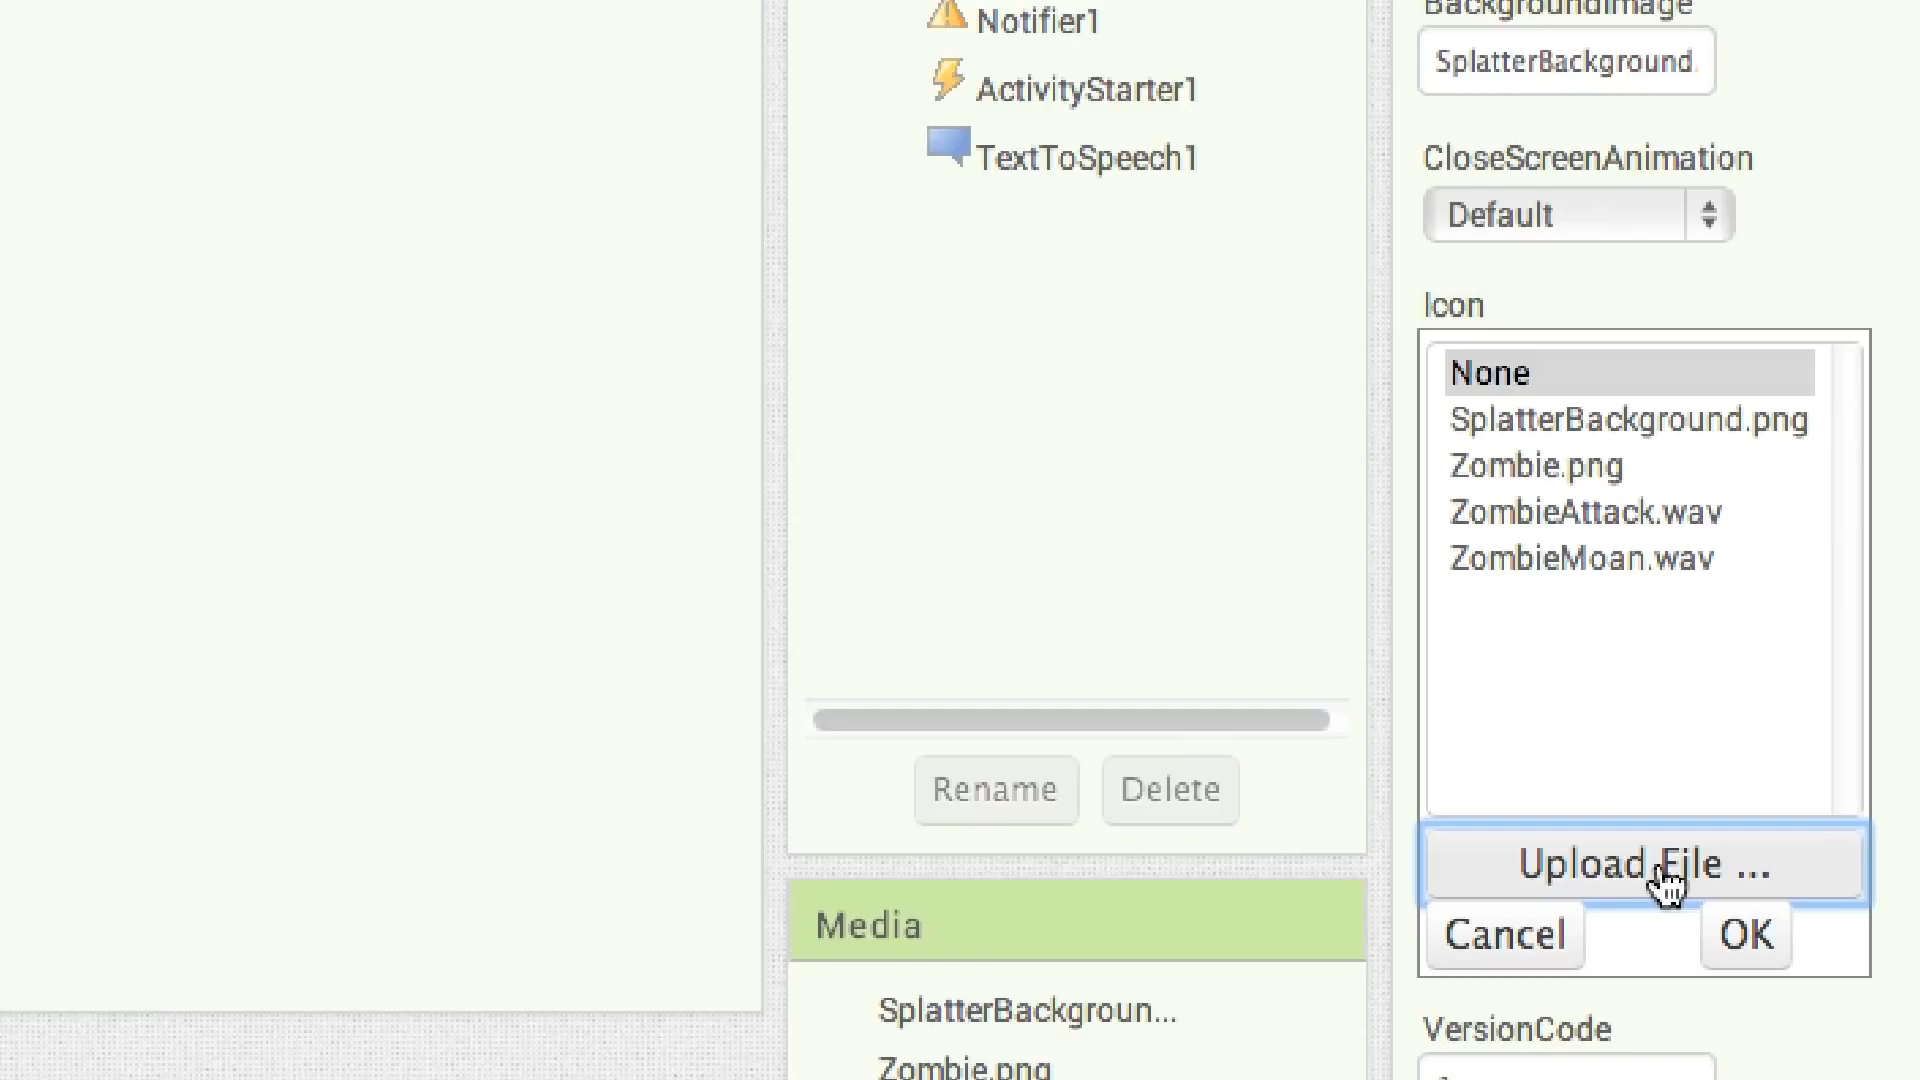 Notifier1
ActivityStarter1
TextToSpeech1
Rename
Delete
Media
SplatterBackgroun...
Zombie.png
BackgroundImage
SplatterBackground.
CloseScreenAnimation
Default
Icon
None
SplatterBackground.png
Zombie.png
ZombieAttack.wav
ZombieMoan.wav
Upload File ...
Cancel
OK
VersionCode